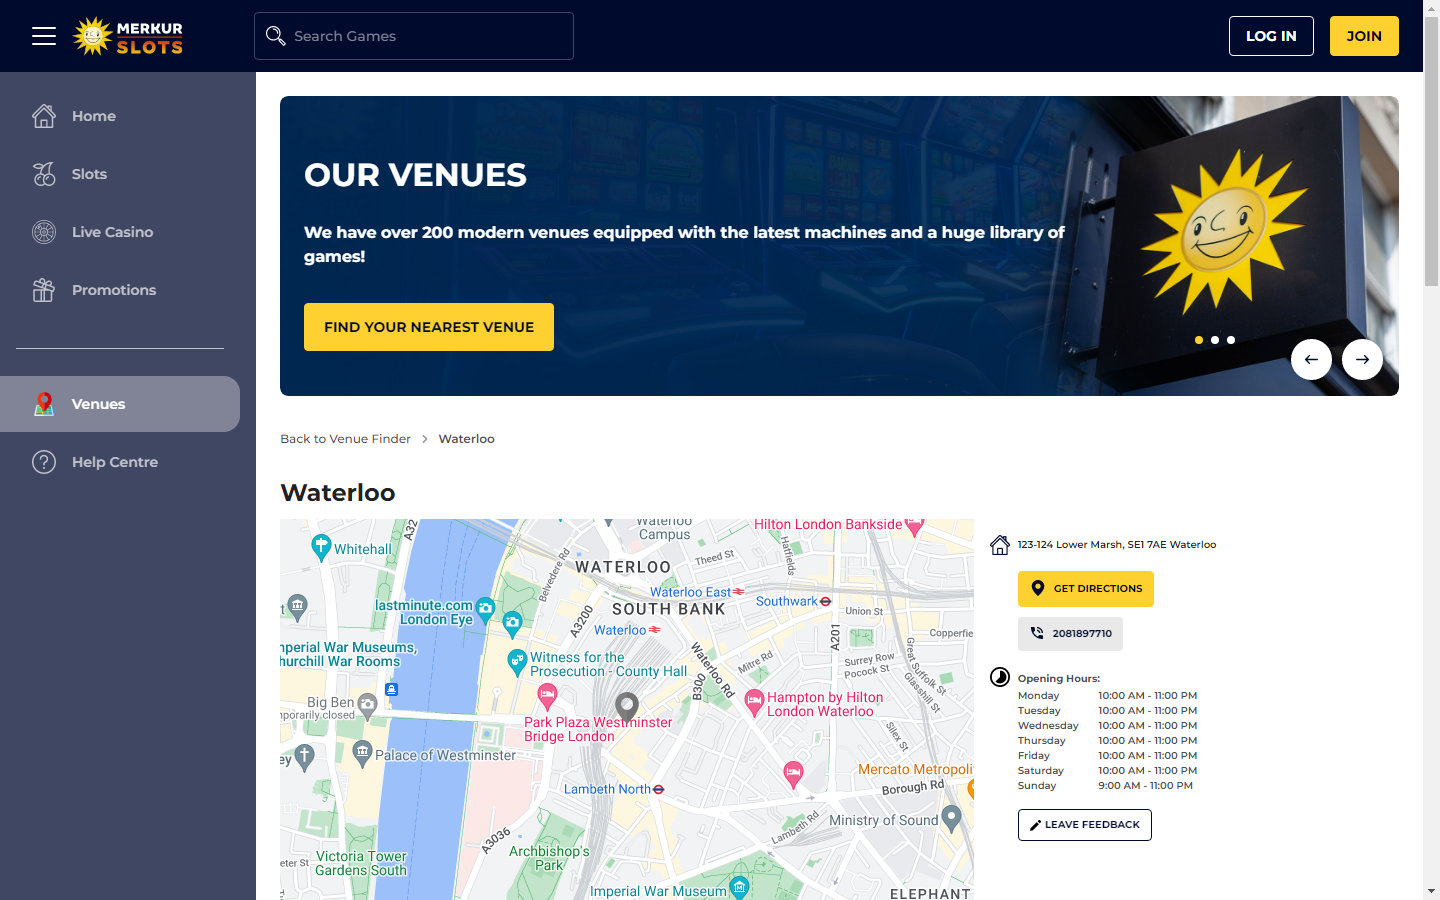 MERKUR
SLOTS
Search Games
LOG IN
JOIN
Home
Slots
Live Casino
Promotions
Venues
Help Centre
OUR VENUES
We have over 200 modern venues equipped with the latest machines and a huge library of
games!
FIND YOUR NEAREST VENUE
Back to Venue Finder
Waterloo
Waterloo
Waterloo
Campus
Hilton London Bankside
A32
Whitehall
Belvedere Rd
WATERLOO
Theed St
Hatfields
lastminute.com
London Eye
Waterloo East
SOUTH BANK
Southwark
Union St
A3200
Waterloo
A201
Copperfie
mperial War Museums,
hurchill War Rooms
Witness for the
Prosecution - County Hall
Waterloo Rd
Mitre Rd
Surrey Row
Pocock St
Great Suffolk St
Glasshill St
B300
Big Ben
mporarily closed
Park Plaza Westminster
Bridge London
Hampton by Hilton
London Waterloo
Silex St
ey
Palace of Westminster
Mercato Metropoli
Lambeth North
Borough Rd
Ministry of Sound
Lambeth Rd
A3036
eter St
Victoria Tower
Gardens South
Archbishop's
Park
Imperial War Museum
ELEPHANT
123-124 Lower Marsh, SE1 7AE Waterloo
GET DIRECTIONS
2081897710
Opening Hours:
Monday 10:00 AM - 11:00 PM
Tuesday 10:00 AM - 11:00 PM
Wednesday 10:00 AM - 11:00 PM
Thursday 10:00 AM - 11:00 PM
Friday 10:00 AM - 11:00 PM
Saturday 10:00 AM - 11:00 PM
Sunday 9:00 AM - 11:00 PM
LEAVE FEEDBACK